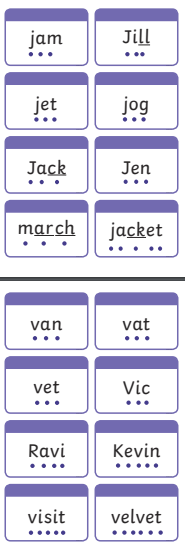 jam Jill
jet jog
Jack Jen
march jacket
van vat
vet Vic
Ravi Kevin
visit velvet